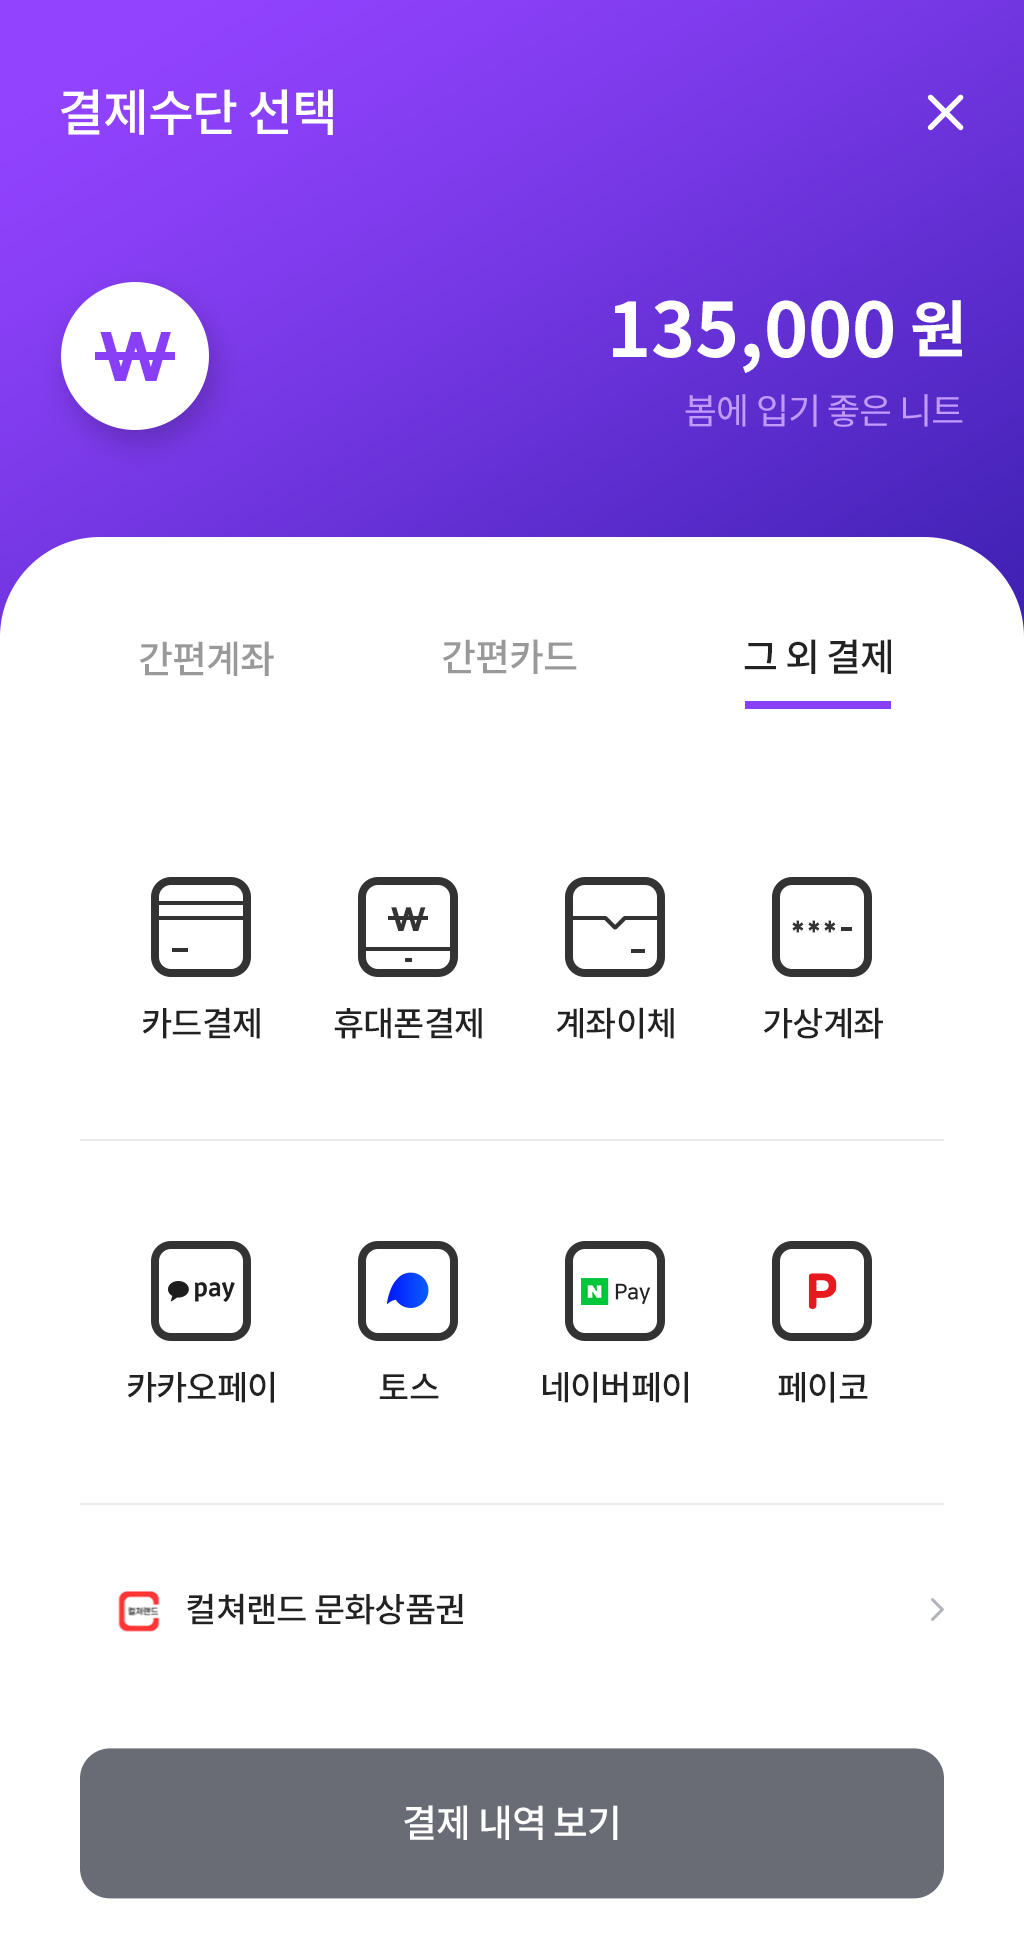 결제수단 선택
₩
135,000 원
봄에 입기 좋은 니트
간편계좌 간편카드 그 외 결제
₩ ***-
카드결제 휴대폰결제 계좌이체 가상계좌
pay N Pay P
카카오페이 토스 네이버페이 페이코
컬쳐랜드 컬쳐랜드 문화상품권
결제 내역 보기